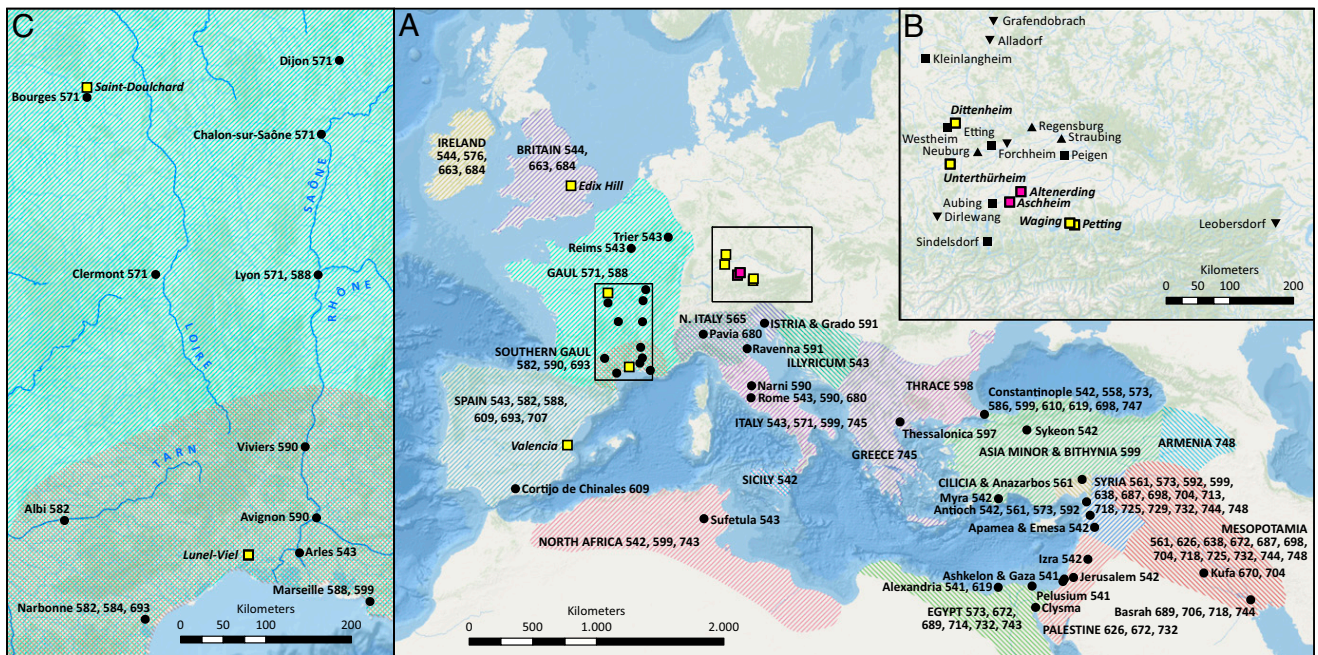 C
Dijon 571
Saint-Doulchard
Bourges 571
Chalon-sur-Saône 571
SAÔNE
Clermont 571
Lyon 571, 588
RHÔNE
LOIRE
Viviers 590
TARN
Albi 582
Avignon 590
Lunel-Viel
Arles 543
Marseille 588, 599
Narbonne 582, 584, 693
Kilometers
0 50 100 200
A
IRELAND
544, 576,
663, 684
BRITAIN 544,
663, 684
Edix Hill
Trier 543
Reims 543
GAUL 571, 588
SOUTHERN GAUL
582, 590, 693
N. ITALY 565
Pavia 680
ISTRIA & Grado 591
Ravenna 591
ILLYRICUM 543
Narni 590
Rome 543, 590, 680
ITALY 543, 571, 599, 745
SPAIN 543, 582, 588,
609, 693, 707
Valencia
Cortijo de Chinales 609
SICILY 542
Sufetula 543
NORTH AFRICA 542, 599, 743
THRACE 598
Thessalonica 597
GREECE 745
Constantinople 542, 558, 573,
586, 599, 610, 619, 698, 747
Sykeon 542
ASIA MINOR & BITHYNIA 599
ARMENIA 748
CILICIA & Anazarbos 561
Myra 542
Antioch 542, 561, 573, 592
SYRIA 561, 573, 592, 599,
638, 687, 698, 704, 713,
718, 725, 729, 732, 744, 748
Apamea & Emesa 542
MESOPOTAMIA
561, 626, 638, 672, 687, 698,
704, 718, 725, 732, 744, 748
Izra 542
Ashkelon & Gaza 541
Jerusalem 542
Kufa 670, 704
Alexandria 541, 619
Pelusium 541
Clysma
Basrah 689, 706, 718, 744
EGYPT 573, 672,
689, 714, 732, 743
PALESTINE 626, 672, 732
Kilometers
0 500 1.000 2.000
B
Grafendobrach
Alladorf
Kleinlangheim
Dittenheim
Westheim
Etting
Regensburg
Straubing
Neuburg
Forchheim
Peigen
Unterthürheim
Altenerding
Aubing
Aschheim
Dirlewang
Waging
Petting
Leobersdorf
Sindelsdorf
Kilometers
0 50 100 200